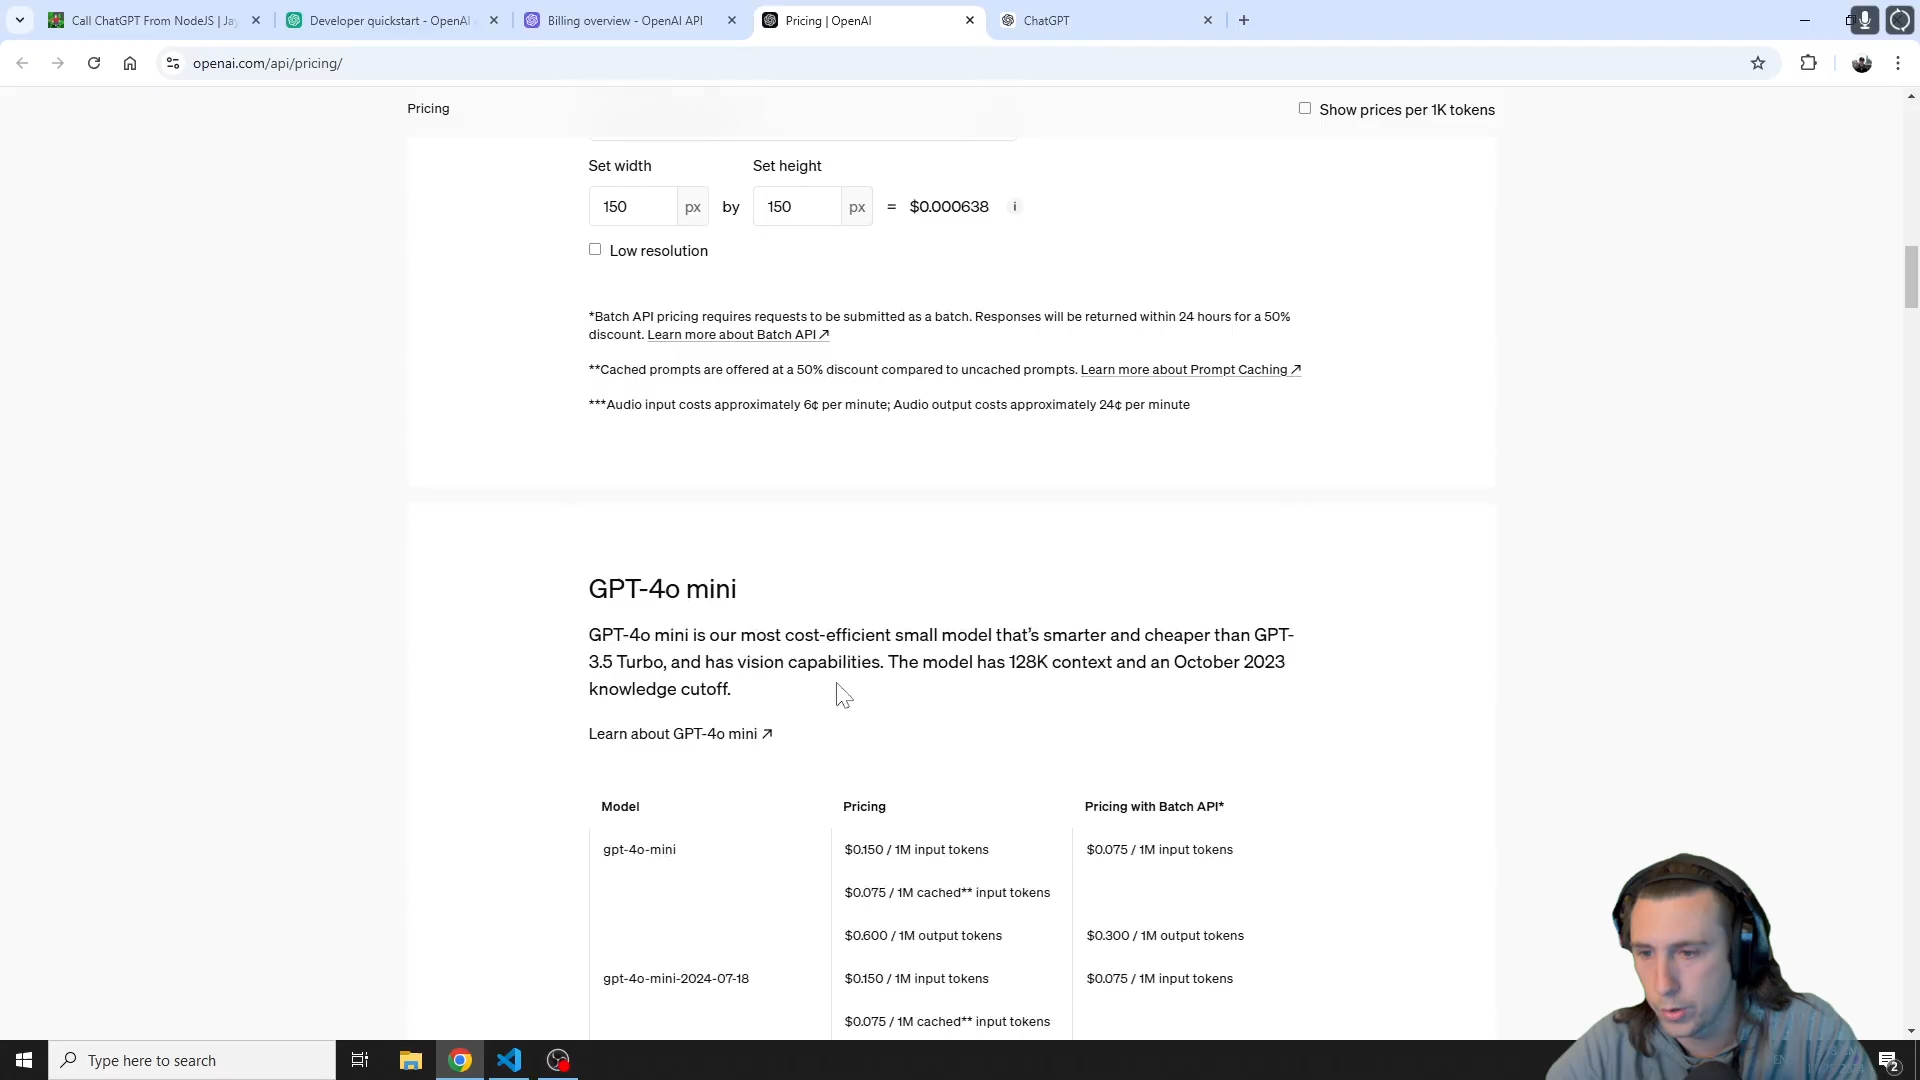 Call ChatGPT From NodeJS | Ja
Developer quickstart - OpenAI
Billing overview - OpenAI API
Pricing | OpenAI
ChatGPT
openai.com/api/pricing/
Pricing
Show prices per 1K tokens
Set width
Set height
150 px by 150 px = $0.000638 i
Low resolution
*Batch API pricing requires requests to be submitted as a batch. Responses will be returned within 24 hours for a 50%
discount. Learn more about Batch API ↗
**Cached prompts are offered at a 50% discount compared to uncached prompts. Learn more about Prompt Caching ↗
***Audio input costs approximately 6¢ per minute; Audio output costs approximately 24¢ per minute
GPT-4o mini
GPT-4o mini is our most cost-efficient small model that’s smarter and cheaper than GPT-
3.5 Turbo, and has vision capabilities. The model has 128K context and an October 2023
knowledge cutoff.
Learn about GPT-4o mini ↗
Model Pricing Pricing with Batch API*
gpt-4o-mini $0.150 / 1M input tokens $0.075 / 1M input tokens
$0.075 / 1M cached** input tokens
$0.600 / 1M output tokens $0.300 / 1M output tokens
gpt-4o-mini-2024-07-18 $0.150 / 1M input tokens $0.075 / 1M input tokens
$0.075 / 1M cached** input tokens
Type here to search
2